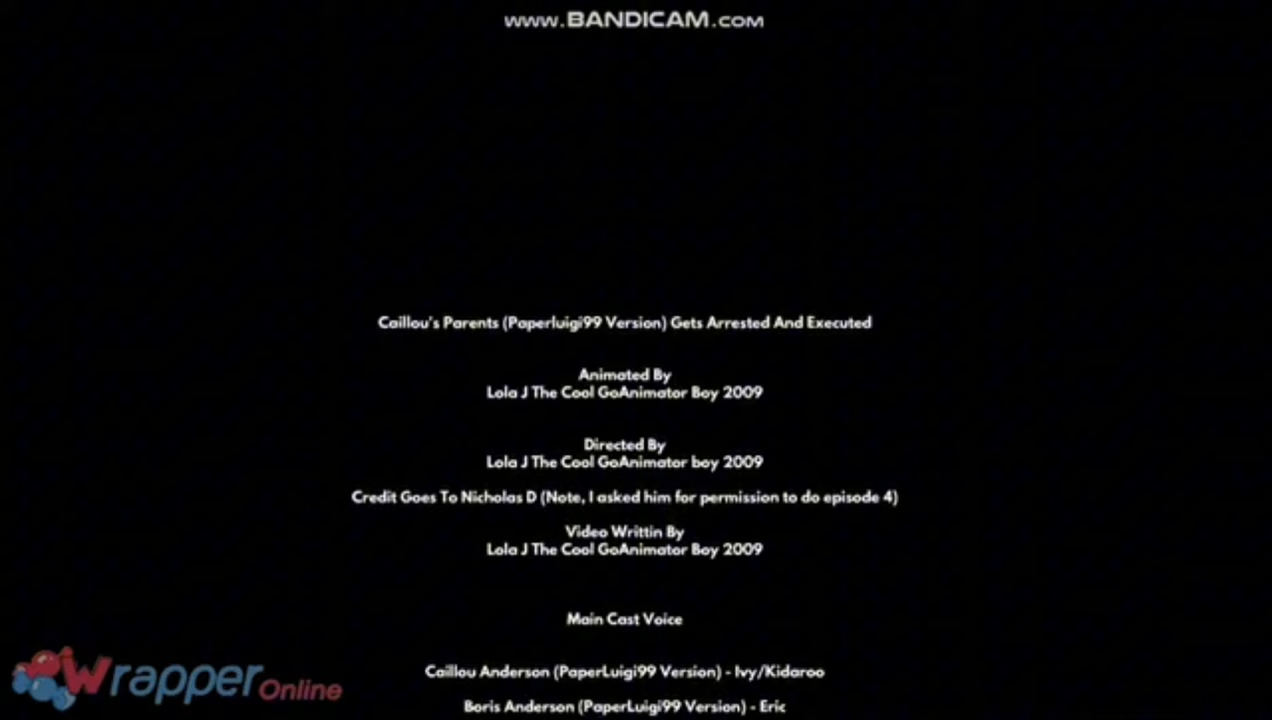 www.BANDICAM.com
Caillou's Parents (Paperluigi99 Version) Gets Arrested And Executed
Animated By
Lola J The Cool GoAnimator Boy 2009
Directed By
Lola J The Cool GoAnimator boy 2009
Credit Goes To Nicholas D (Note, I asked him for permission to do episode 4)
Video Writtin By
Lola J The Cool GoAnimator Boy 2009
Main Cast Voice
Caillou Anderson (PaperLuigi99 Version) - Ivy/Kidaroo
Boris Anderson (PaperLuigi99 Version) - Eric
Wrapper Online